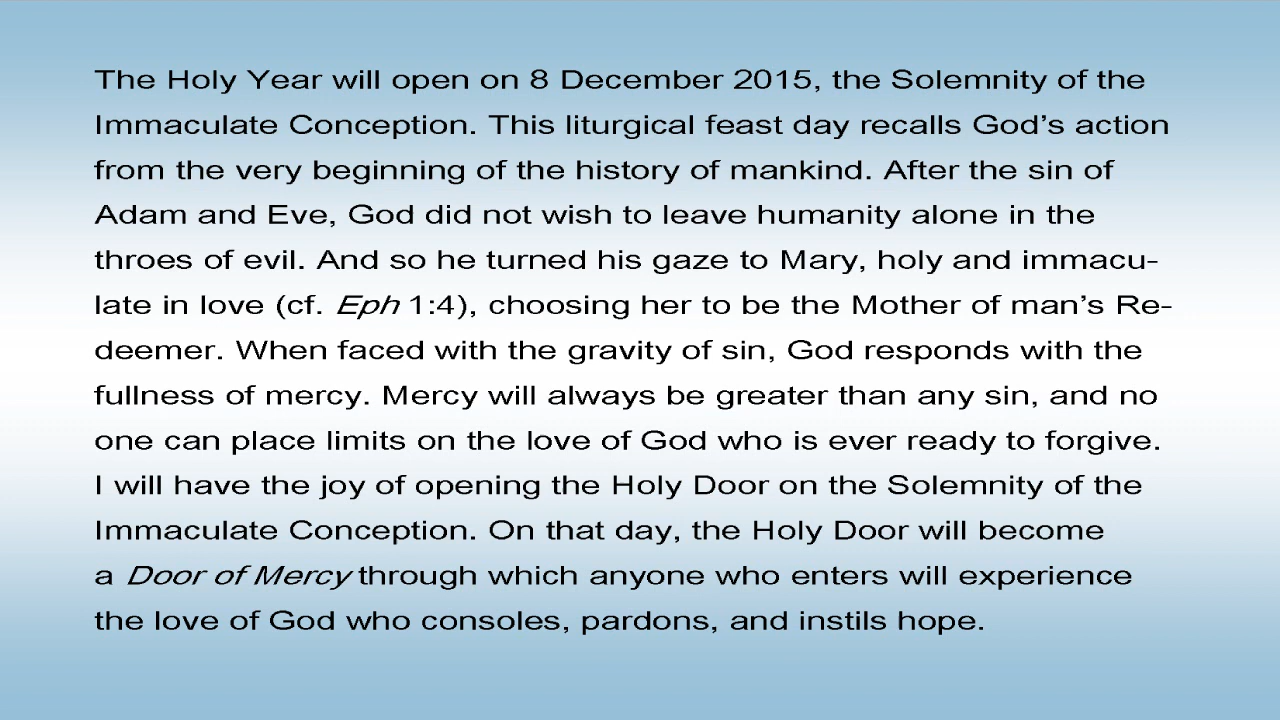 The Holy Year will open on 8 December 2015, the Solemnity of the
Immaculate Conception. This liturgical feast day recalls God’s action
from the very beginning of the history of mankind. After the sin of
Adam and Eve, God did not wish to leave humanity alone in the
throes of evil. And so he turned his gaze to Mary, holy and immacu-
late in love (cf. Eph 1:4), choosing her to be the Mother of man’s Re-
deemer. When faced with the gravity of sin, God responds with the
fullness of mercy. Mercy will always be greater than any sin, and no
one can place limits on the love of God who is ever ready to forgive.
I will have the joy of opening the Holy Door on the Solemnity of the
Immaculate Conception. On that day, the Holy Door will become
a Door of Mercy through which anyone who enters will experience
the love of God who consoles, pardons, and instils hope.